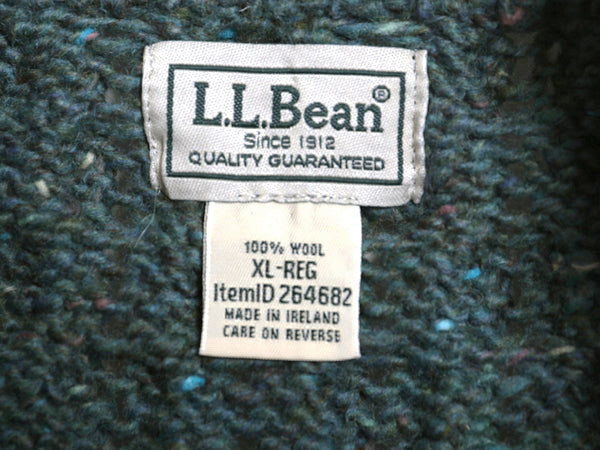 L.L.Bean®
Since 1912
QUALITY GUARANTEED
100% WOOL
XL-REG
ItemID 264682
MADE IN IRELAND
CARE ON REVERSE